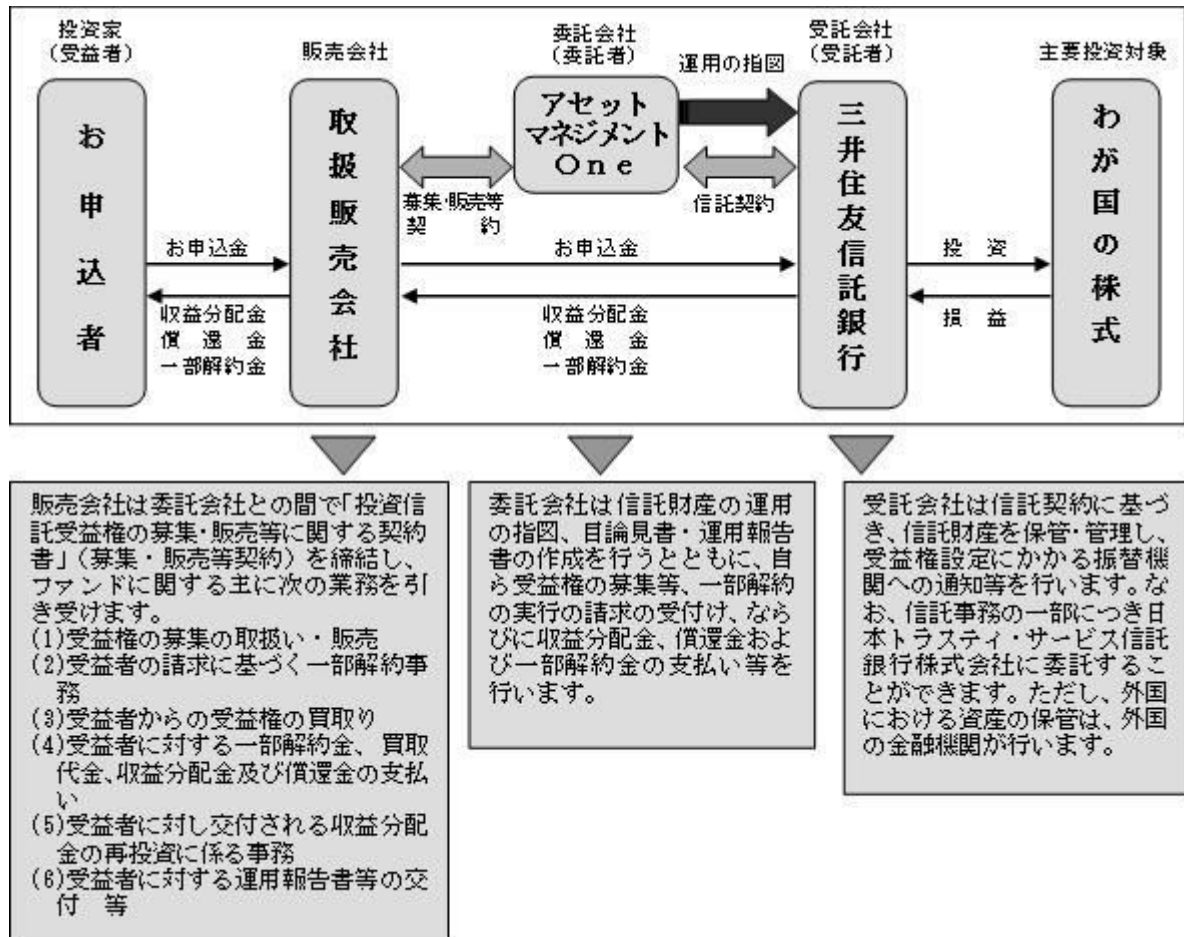 投資家
（受益者）
販売会社
委託会社
（委託者）
受託会社
（受託者）
主要投資対象
運用の指図
お申込者
取扱販売会社
アセット
マネジメント
Ｏｎｅ
三井住友信託銀行
わが国の株式
募集・販売等
契　　約
信託契約
お申込金
お申込金
投　資
収益分配金
償　還　金
一部解約金
収益分配金
償　還　金
一部解約金
損　益
販売会社は委託会社との間で「投資信
託受益権の募集・販売等に関する契約
書」（募集・販売等契約）を締結し、
ファンドに関する主に次の業務を引
き受けます。
(1)受益権の募集の取扱い・販売
(2)受益者の請求に基づく一部解約事
務
(3)受益者からの受益権の買取り
(4)受益者に対する一部解約金、買取
代金、収益分配金及び償還金の支払
い
(5)受益者に対し交付される収益分配
金の再投資に係る事務
(6)受益者に対する運用報告書等の交
付　等
委託会社は信託財産の運用
の指図、目論見書・運用報告
書の作成を行うとともに、自
ら受益権の募集等、一部解約
の実行の請求の受付け、なら
びに収益分配金、償還金およ
び一部解約金の支払い等を
行います。
受託会社は信託契約に基づ
き、信託財産を保管・管理し、
受益権設定にかかる振替機
関への通知等を行います。な
お、信託事務の一部につき日
本トラスティ・サービス信託
銀行株式会社に委託するこ
とができます。ただし、外国
における資産の保管は、外国
の金融機関が行います。